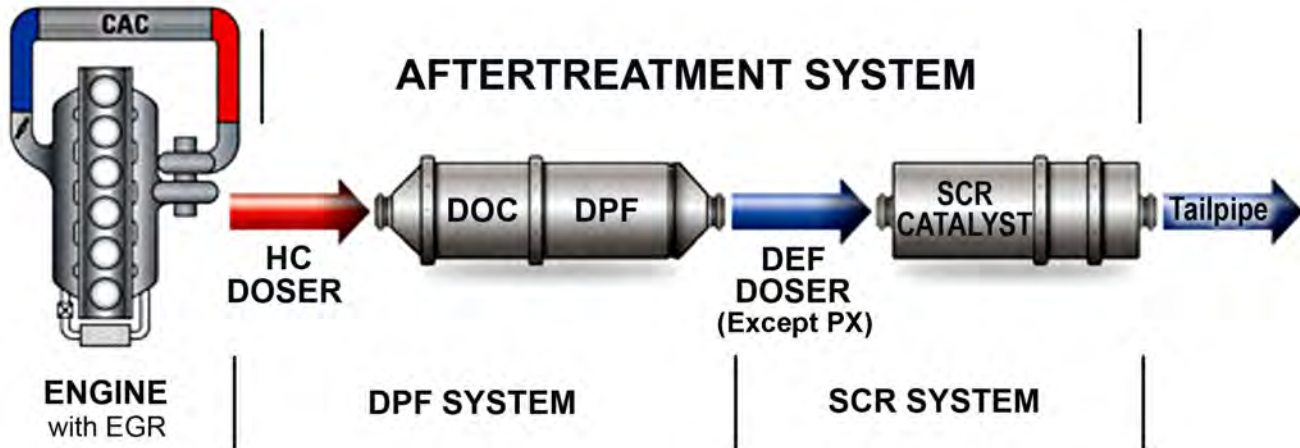 CAC
AFTERTREATMENT SYSTEM
DOC
DPF
SCR
CATALYST
Tailpipe
HC
DOSER
DEF
DOSER
(Except PX)
ENGINE
with EGR
DPF SYSTEM
SCR SYSTEM